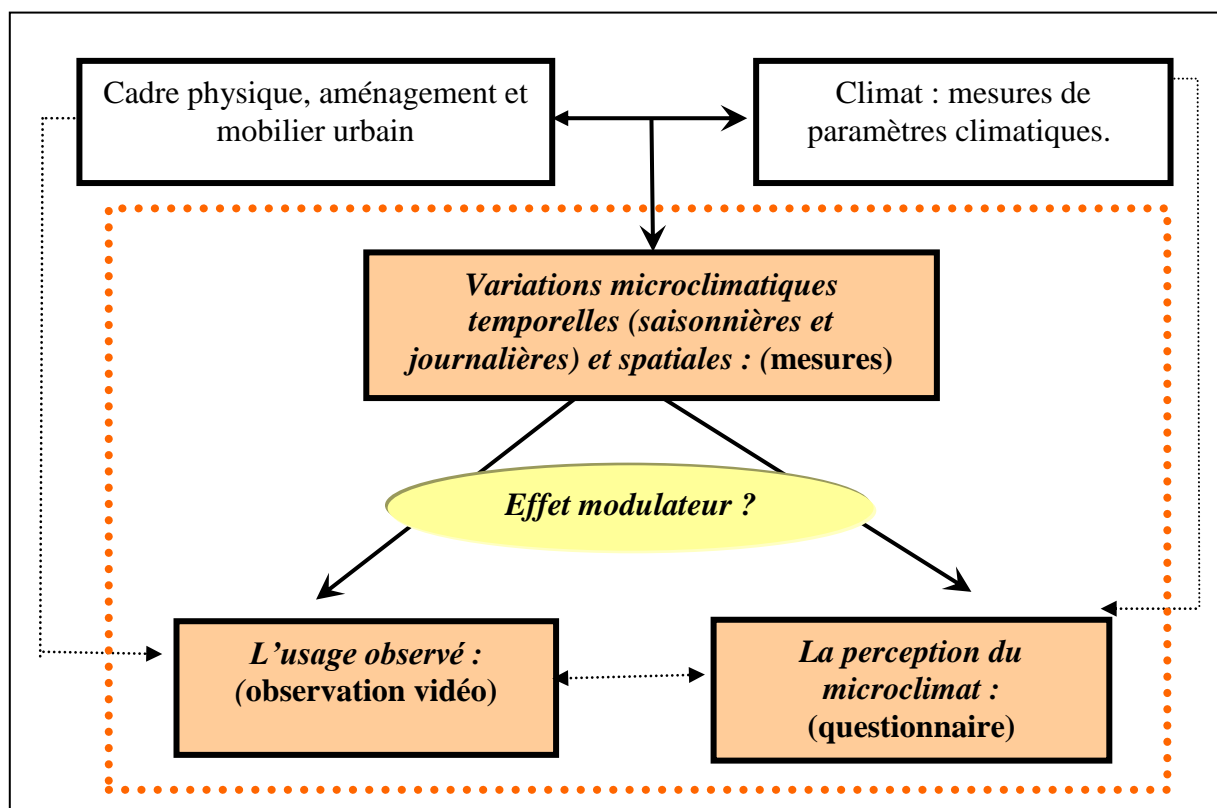 Cadre physique, aménagement et
mobilier urbain
Climat : mesures de
paramètres climatiques.
Variations microclimatiques
temporelles (saisonnières et
journalières) et spatiales : (mesures)
Effet modulateur ?
L’usage observé :
(observation vidéo)
La perception du
microclimat :
(questionnaire)